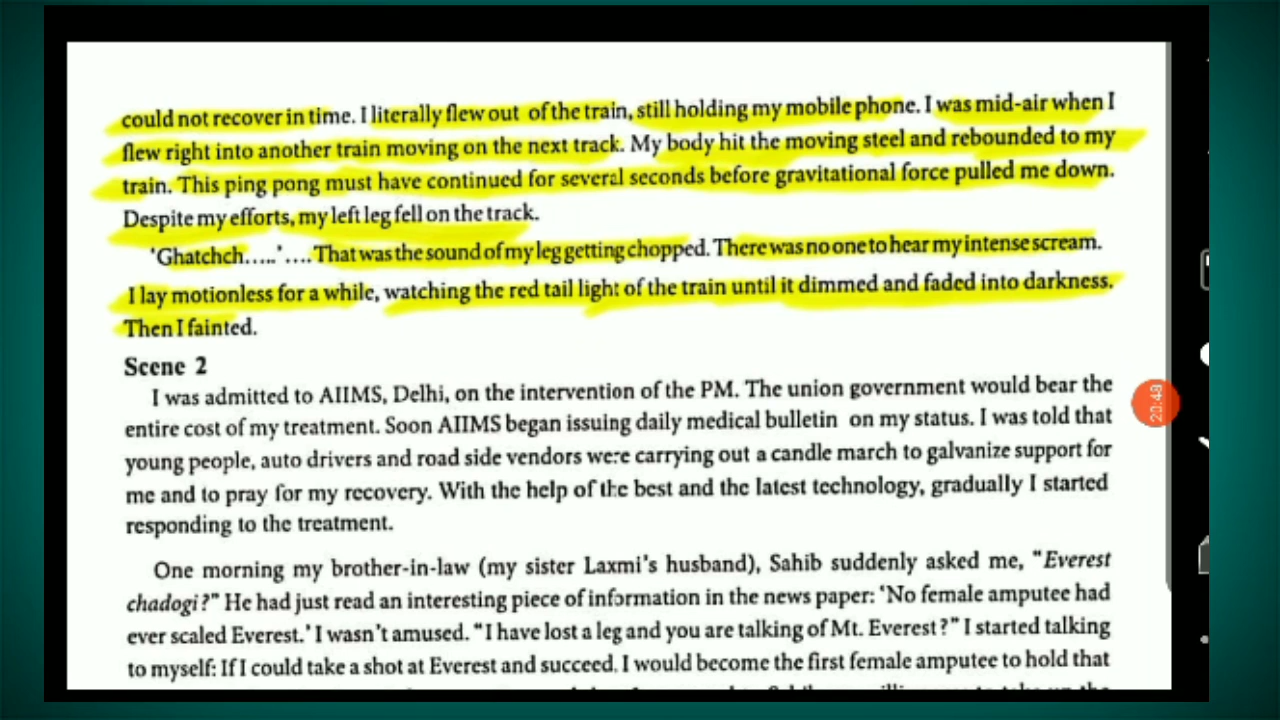 could not recover in time. I literally flew out of the train, still holding my mobile phone. I was mid-air when I
flew right into another train moving on the next track. My body hit the moving steel and rebounded to my
train. This ping pong must have continued for several seconds before gravitational force pulled me down.
Despite my efforts, my left leg fell on the track.
‘Ghatchch.....’.... That was the sound of my leg getting chopped. There was no one to hear my intense scream.
I lay motionless for a while, watching the red tail light of the train until it dimmed and faded into darkness.
Then I fainted.
Scene 2
I was admitted to AIIMS, Delhi, on the intervention of the PM. The union government would bear the
entire cost of my treatment. Soon AIIMS began issuing daily medical bulletin on my status. I was told that
young people, auto drivers and road side vendors were carrying out a candle march to galvanize support for
me and to pray for my recovery. With the help of the best and the latest technology, gradually I started
responding to the treatment.
One morning my brother-in-law (my sister Laxmi’s husband), Sahib suddenly asked me, “Everest
chadogi?” He had just read an interesting piece of information in the news paper: ‘No female amputee had
ever scaled Everest.’ I wasn’t amused. “I have lost a leg and you are talking of Mt. Everest?” I started talking
to myself: If I could take a shot at Everest and succeed, I would become the first female amputee to hold that
20:48